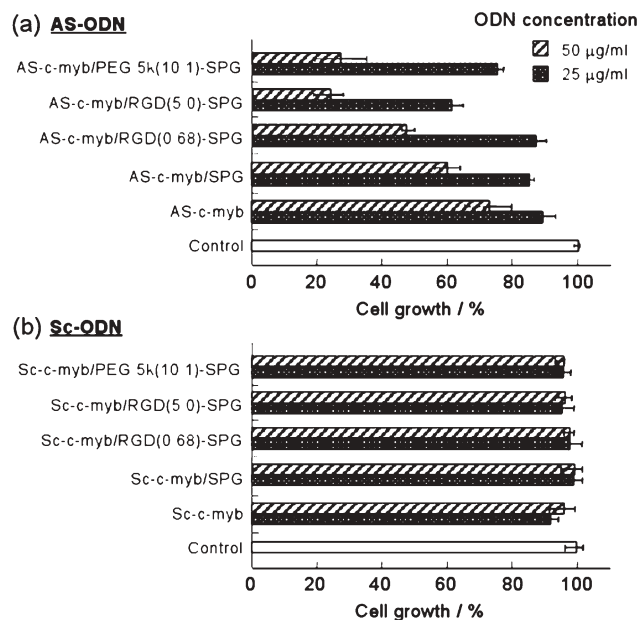 (a) AS-ODN
ODN concentration
50 µg/ml
25 µg/ml
AS-c-myb/PEG 5k(10 1)-SPG
AS-c-myb/RGD(5 0)-SPG
AS-c-myb/RGD(0 68)-SPG
AS-c-myb/SPG
AS-c-myb
Control
0 20 40 60 80 100
Cell growth / %
(b) Sc-ODN
Sc-c-myb/PEG 5k(10 1)-SPG
Sc-c-myb/RGD(5 0)-SPG
Sc-c-myb/RGD(0 68)-SPG
Sc-c-myb/SPG
Sc-c-myb
Control
0 20 40 60 80 100
Cell growth / %